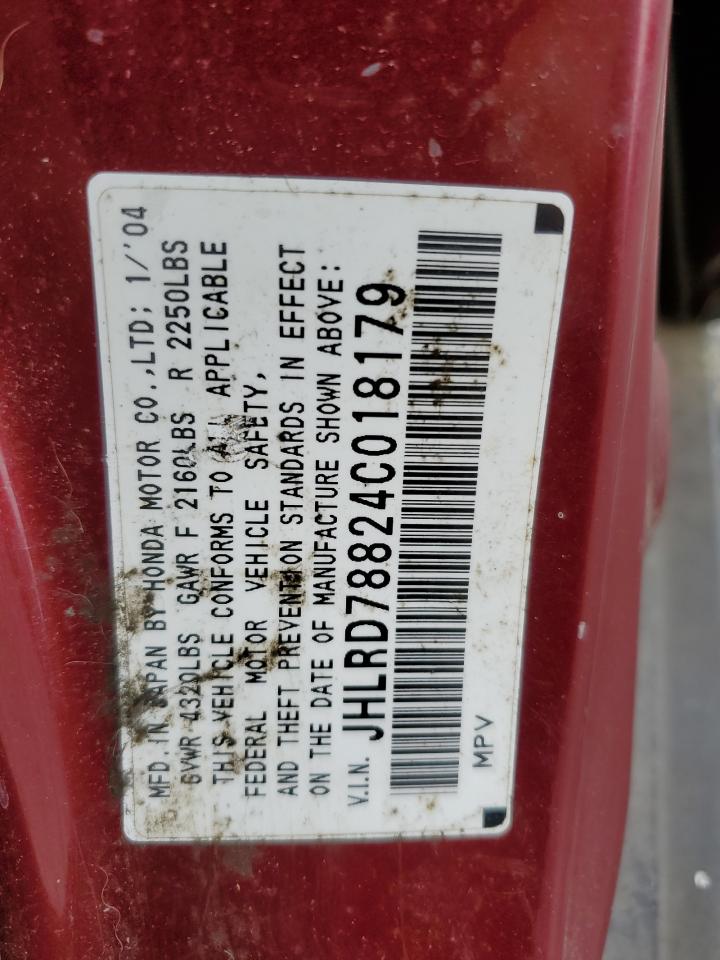 MFD. IN JAPAN BY HONDA MOTOR CO.,LTD; 1/'04
GVWR 4320LBS GAWR F 2160LBS R 2250LBS
THIS VEHICLE CONFORMS TO ALL APPLICABLE
FEDERAL MOTOR VEHICLE SAFETY,
AND THEFT PREVENTION STANDARDS IN EFFECT
ON THE DATE OF MANUFACTURE SHOWN ABOVE:
V.I.N. JHLRD78824C018179
MPV